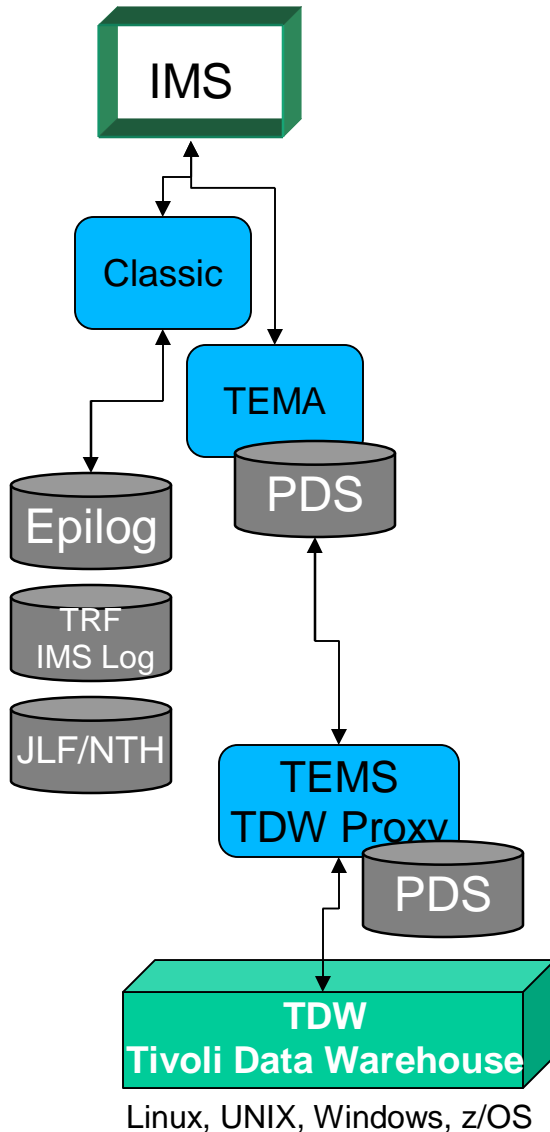 IMS
Classic
TEMA
PDS
Epilog
TRF
IMS Log
JLF/NTH
TEMS
TDW Proxy
PDS
TDW
Tivoli Data Warehouse
Linux, UNIX, Windows, z/OS